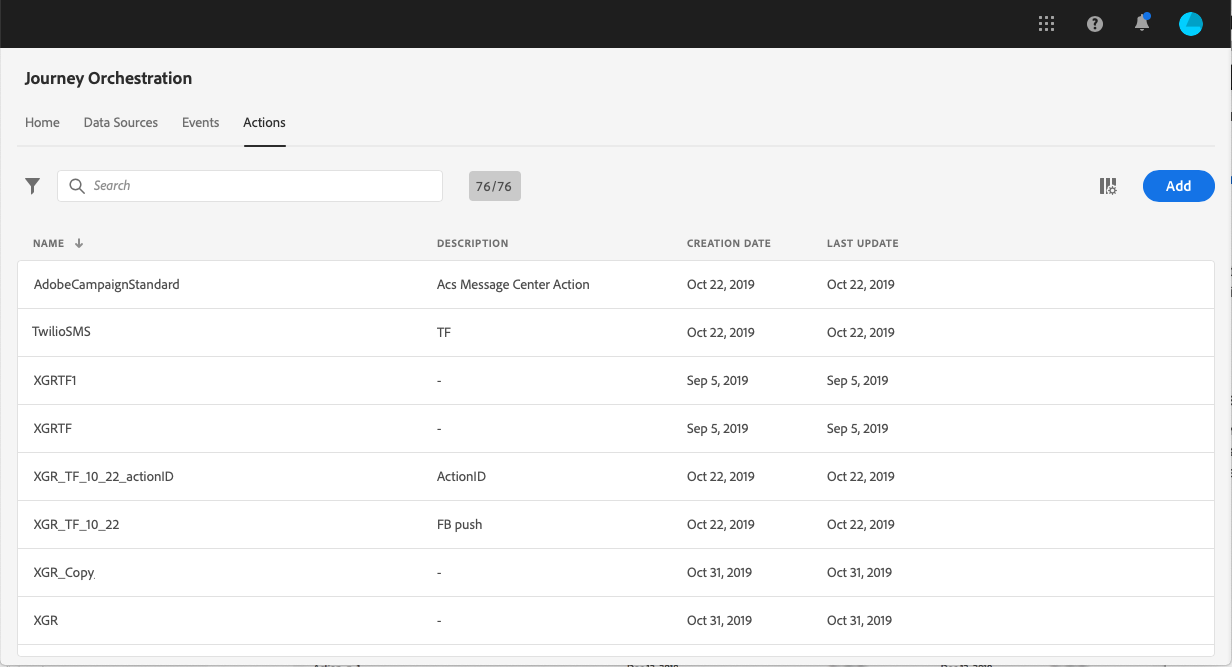 Journey Orchestration
Home Data Sources Events Actions
Search 76/76 Add
NAME DESCRIPTION CREATION DATE LAST UPDATE
AdobeCampaignStandard Acs Message Center Action Oct 22, 2019 Oct 22, 2019
TwilioSMS TF Oct 22, 2019 Oct 22, 2019
XGRTF1 - Sep 5, 2019 Sep 5, 2019
XGRTF - Sep 5, 2019 Sep 5, 2019
XGR_TF_10_22_actionID ActionID Oct 22, 2019 Oct 22, 2019
XGR_TF_10_22 FB push Oct 22, 2019 Oct 22, 2019
XGR_Copy - Oct 31, 2019 Oct 31, 2019
XGR - Oct 31, 2019 Oct 31, 2019